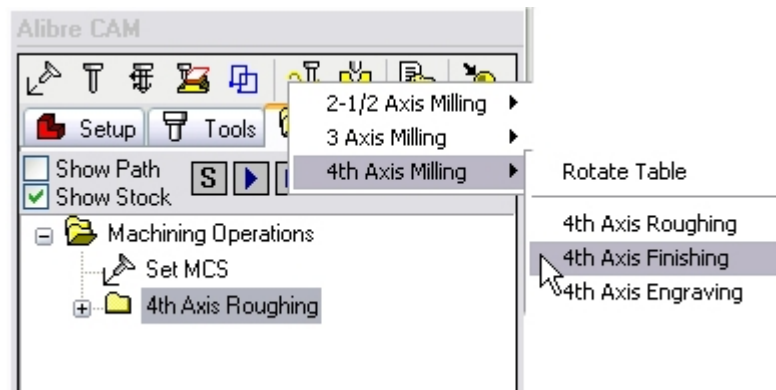 Alibre CAM
Setup Tools
2-1/2 Axis Milling
3 Axis Milling
4th Axis Milling
Rotate Table
4th Axis Roughing
4th Axis Finishing
4th Axis Engraving
Show Path
Show Stock
S
Machining Operations
Set MCS
4th Axis Roughing